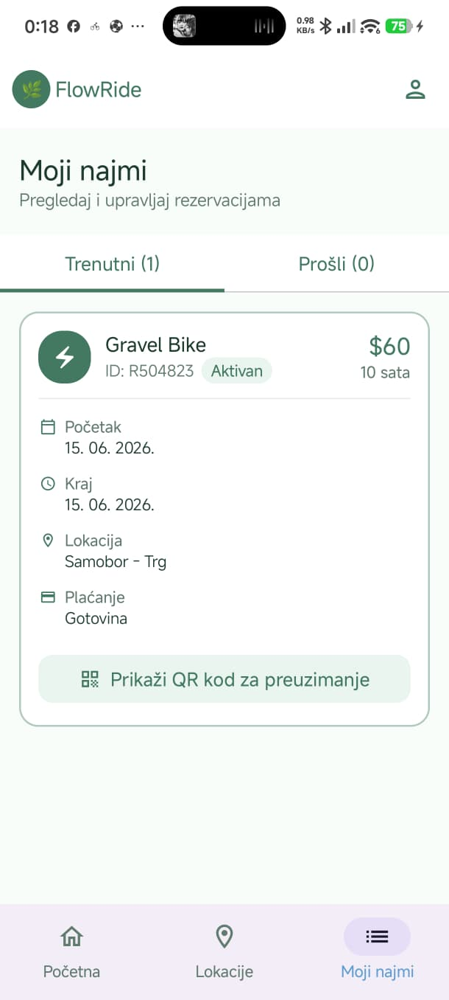 0:18
0.98
KB/s
6
75
FlowRide
Moji najmi
Pregledaj i upravljaj rezervacijama
Trenutni (1)
Prošli (0)
Gravel Bike
$60
ID: R504823
Aktivan
10 sata
Početak
15. 06. 2026.
Kraj
15. 06. 2026.
Lokacija
Samobor - Trg
Plaćanje
Gotovina
Prikaži QR kod za preuzimanje
Početna
Lokacije
Moji najmi